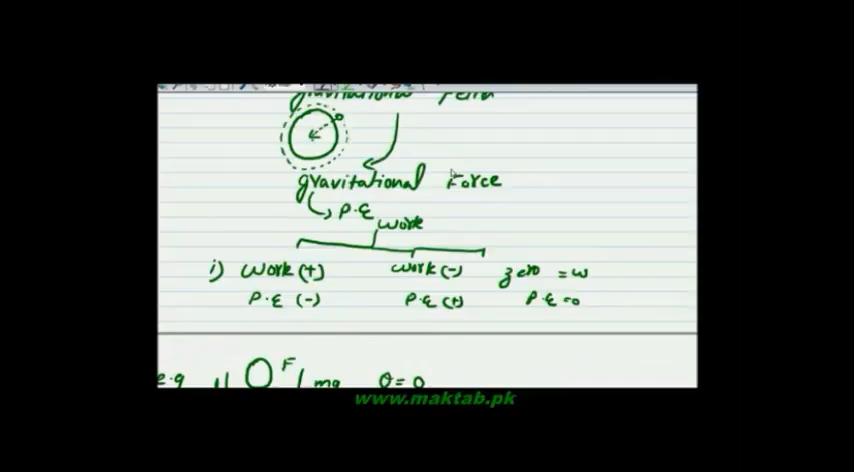 gravitational Field
gravitational Force
P.E
work
i) work (+) work (-) zero = w
P.E (-) P.E (+) P.E = 0
e.g F mg θ = 0
www.maktab.pk